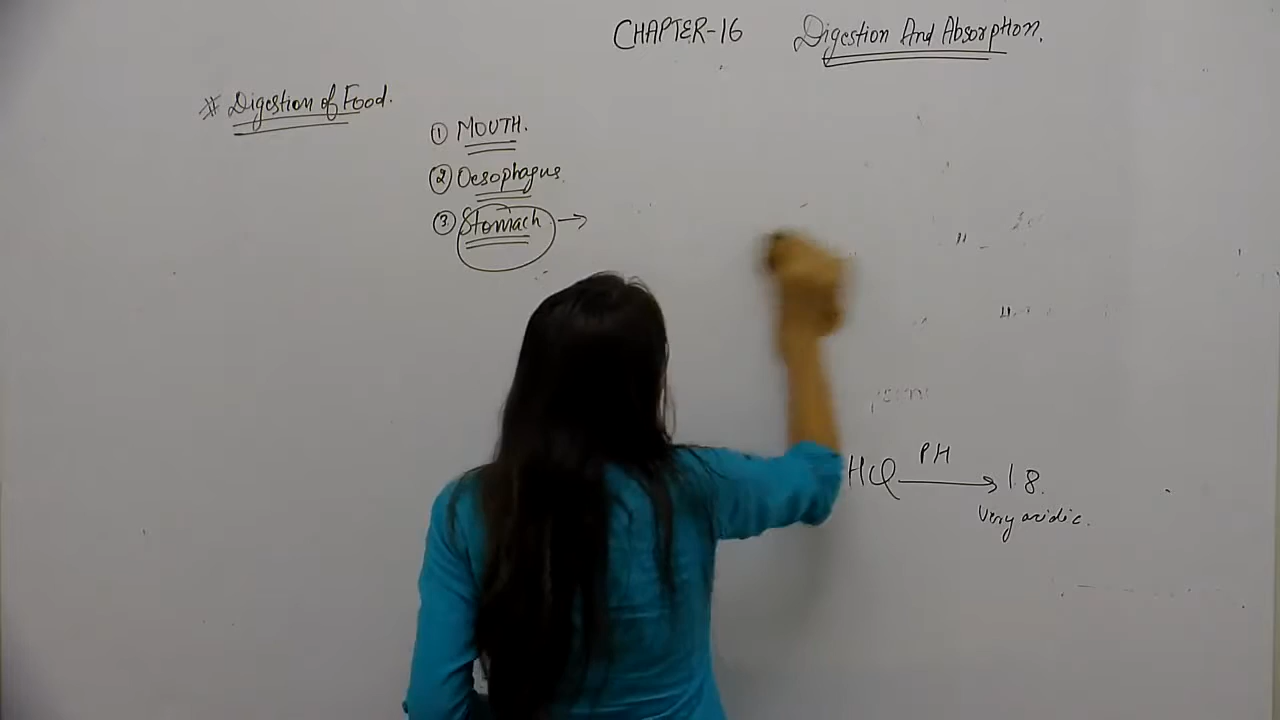 CHAPTER-16 Digestion And Absorption.
* Digestion of Food.
① MOUTH.
② Oesophagus.
③ Stomach →
HCl PH → 1.8.
Very acidic.